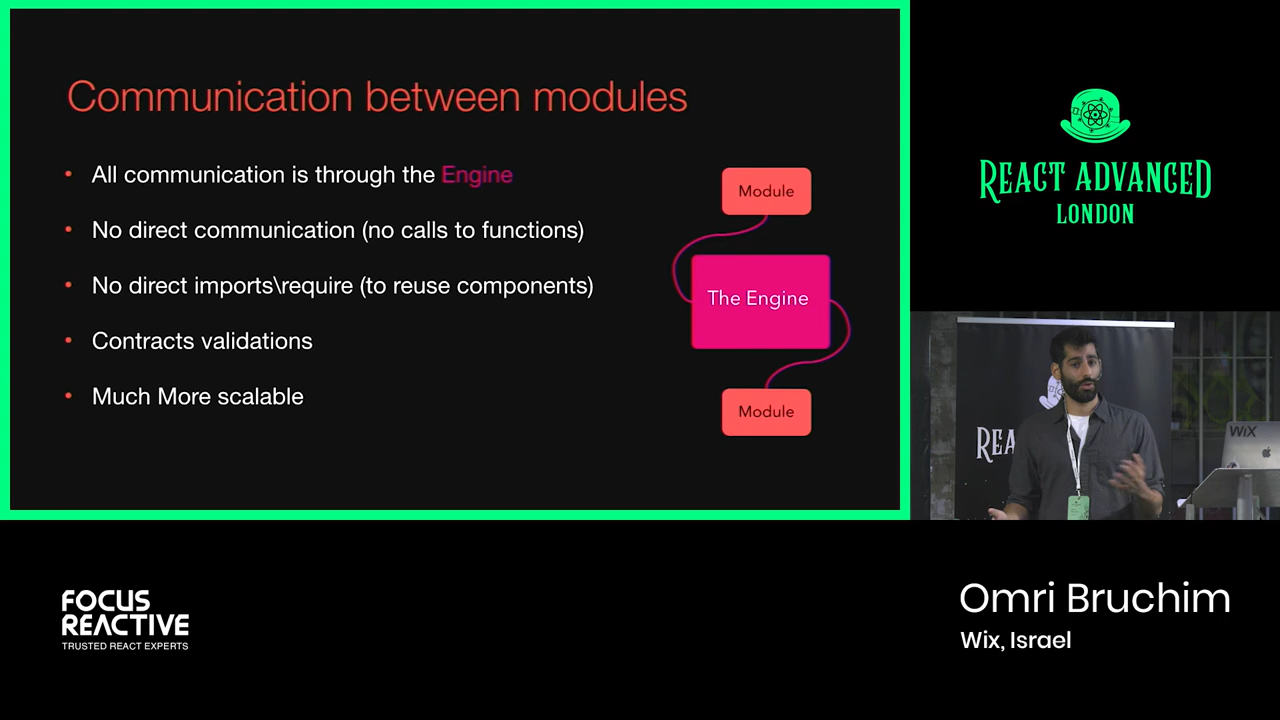 Communication between modules
• All communication is through the Engine
• No direct communication (no calls to functions)
• No direct imports\require (to reuse components)
• Contracts validations
• Much More scalable
Module
The Engine
Module
REACT ADVANCED
LONDON
REA
WiX
FOCUS
REACTIVE
TRUSTED REACT EXPERTS
Omri Bruchim
Wix, Israel